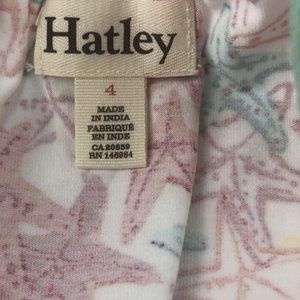 Hatley
4
MADE
IN INDIA
FABRIQUÉ
EN INDE
CA 20859
RN 148984